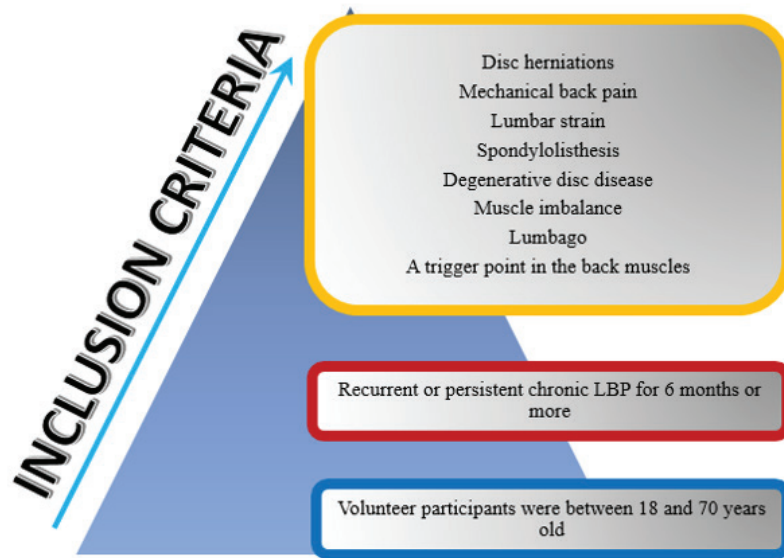 INCLUSION CRITERIA
Disc herniations
Mechanical back pain
Lumbar strain
Spondylolisthesis
Degenerative disc disease
Muscle imbalance
Lumbago
A trigger point in the back muscles
Recurrent or persistent chronic LBP for 6 months or
more
Volunteer participants were between 18 and 70 years
old